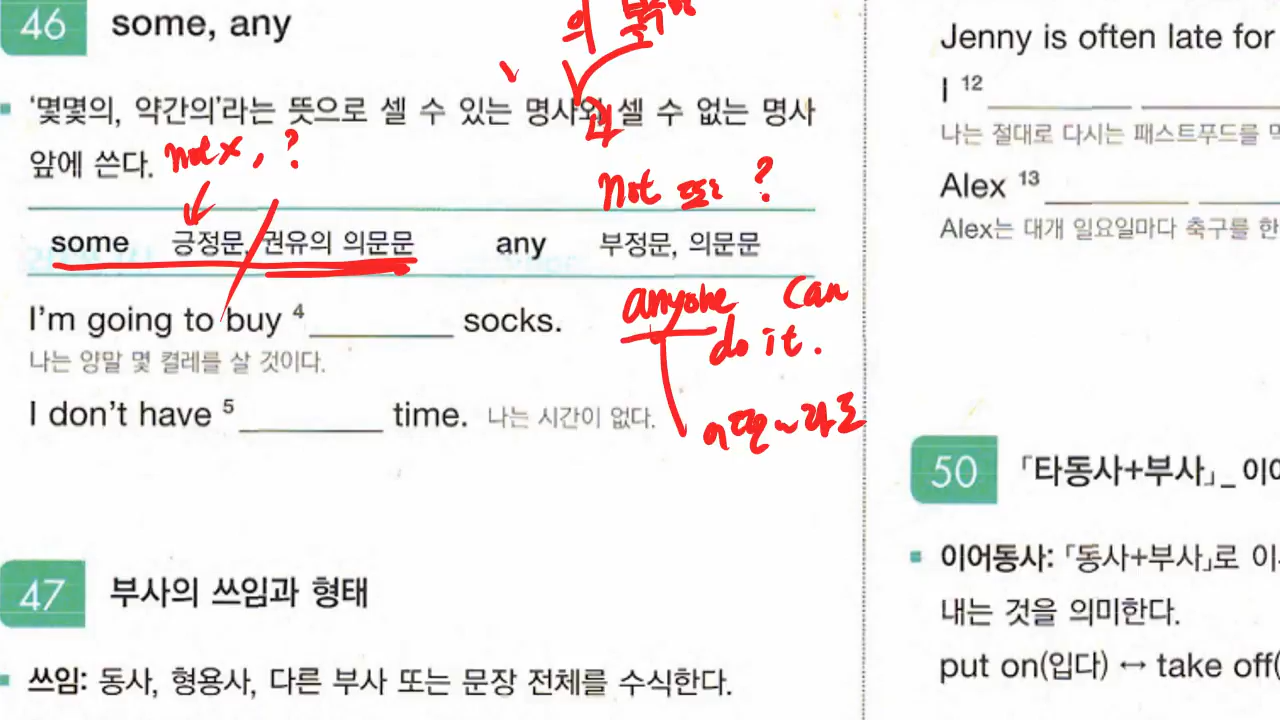 46 some, any
의 복수
'몇몇의, 약간의'라는 뜻으로 셀 수 있는 명사와 셀 수 없는 명사
과
앞에 쓴다. not x, ?
Not 또는 ?
some 긍정문, 권유의 의문문 any 부정문, 의문문
I'm going to buy 4 socks.
나는 양말 몇 켤레를 살 것이다.
anyone can
do it.
I don't have 5 time. 나는 시간이 없다.
어떤~라도
47 부사의 쓰임과 형태
쓰임: 동사, 형용사, 다른 부사 또는 문장 전체를 수식한다.
Jenny is often late for
I 12
나는 절대로 다시는 패스트푸드를
Alex 13
Alex는 대개 일요일마다 축구를 한
50 「타동사+부사」_ 이어
이어동사: 「동사+부사」로 이
내는 것을 의미한다.
put on(입다) ↔ take off(